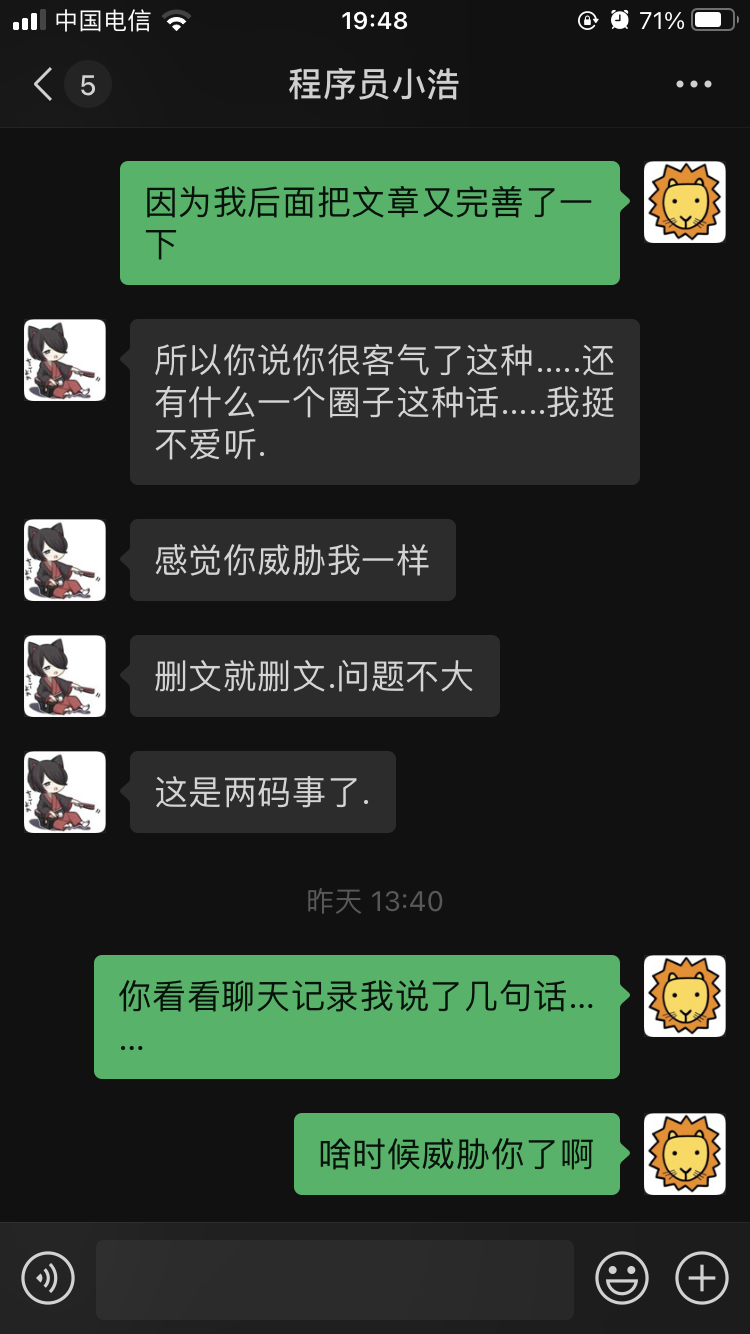 中国电信 19:48 71%
5 程序员小浩
因为我后面把文章又完善了一
下
所以你说你很客气了这种.....还
有什么一个圈子这种话.....我挺
不爱听.
感觉你威胁我一样
删文就删文.问题不大
这是两码事了.
昨天 13:40
你看看聊天记录我说了几句话...
...
啥时候威胁你了啊